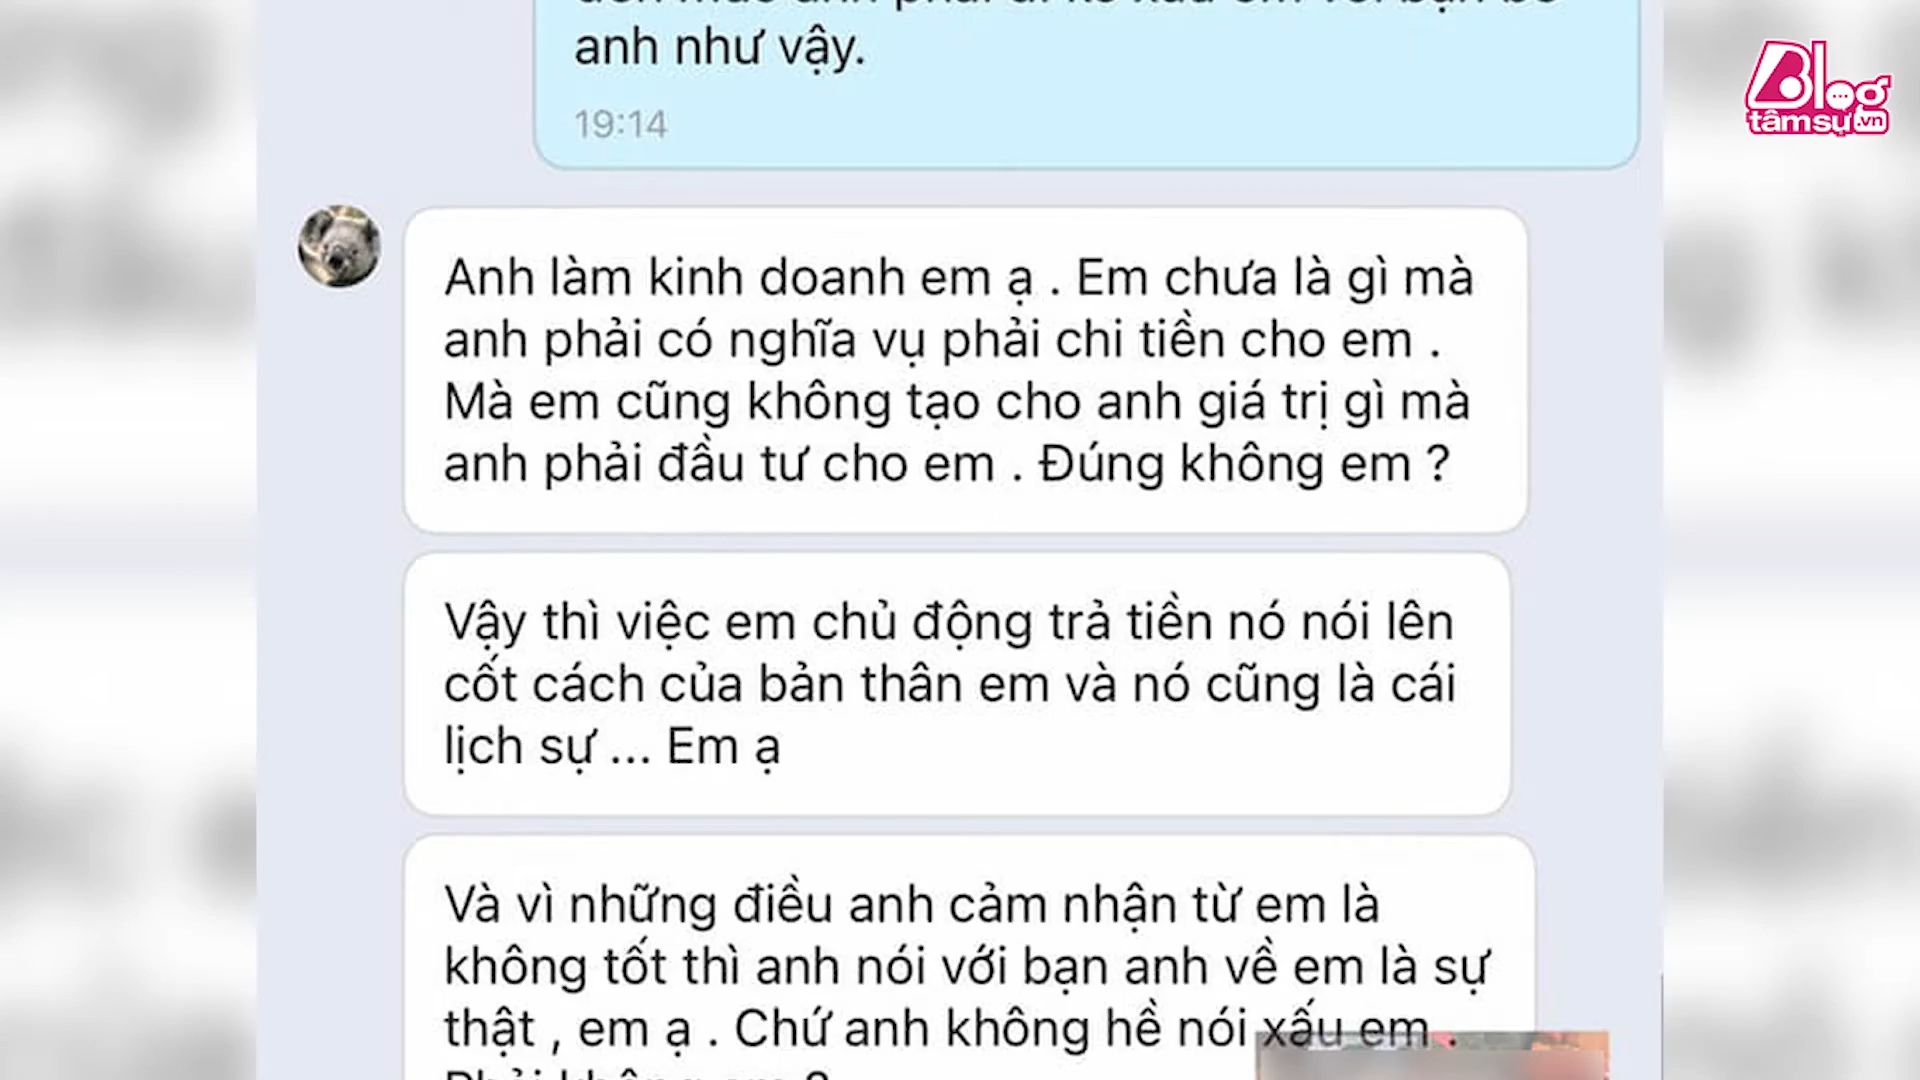 anh như vậy.
19:14
Blog
tâmsự.vn
Anh làm kinh doanh em ạ . Em chưa là gì mà
anh phải có nghĩa vụ phải chi tiền cho em .
Mà em cũng không tạo cho anh giá trị gì mà
anh phải đầu tư cho em . Đúng không em ?
Vậy thì việc em chủ động trả tiền nó nói lên
cốt cách của bản thân em và nó cũng là cái
lịch sự ... Em ạ
Và vì những điều anh cảm nhận từ em là
không tốt thì anh nói với bạn anh về em là sự
thật , em ạ . Chứ anh không hề nói xấu em .